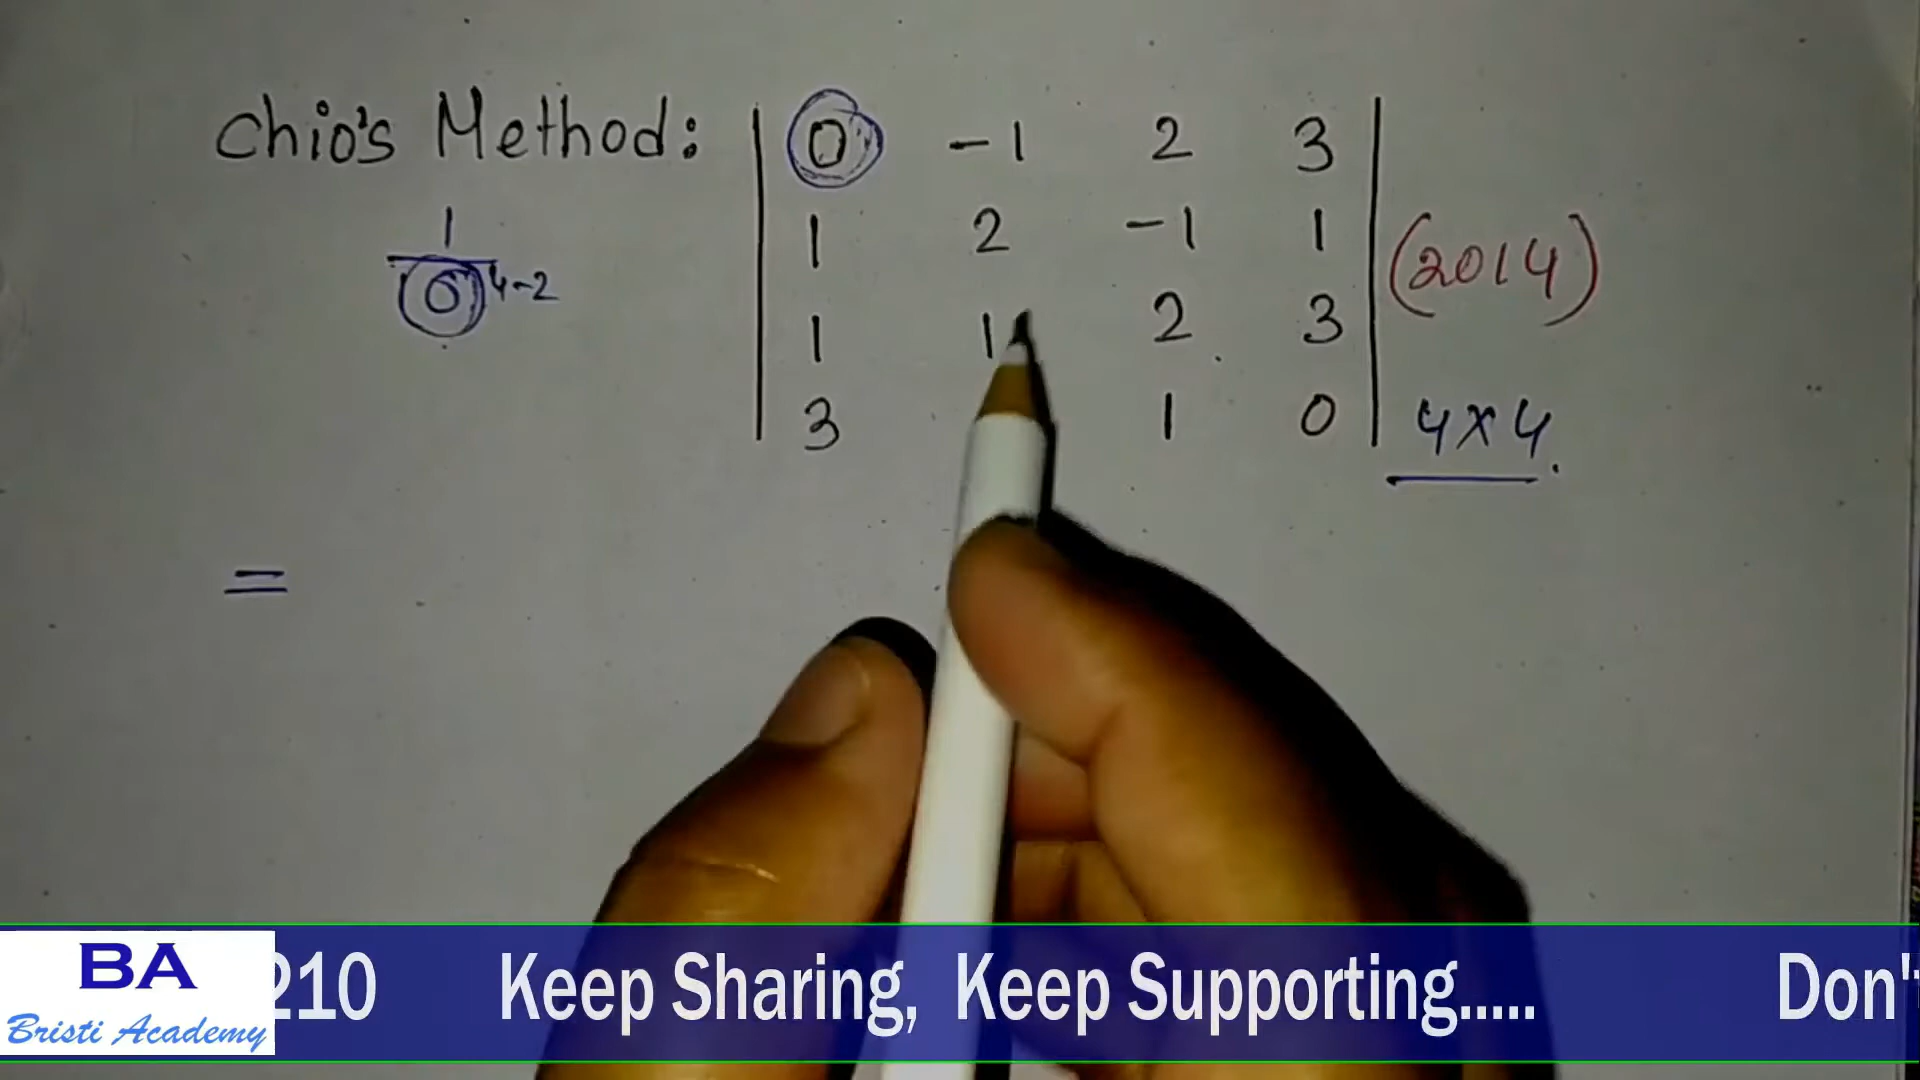 Chio's Method:
0 -1 2 3
1 2 -1 1
1 1 2 3
3 1 0
1
0 4-2
(2014)
4x4.
=
BA
Bristi Academy
210 Keep Sharing, Keep Supporting..... Don't